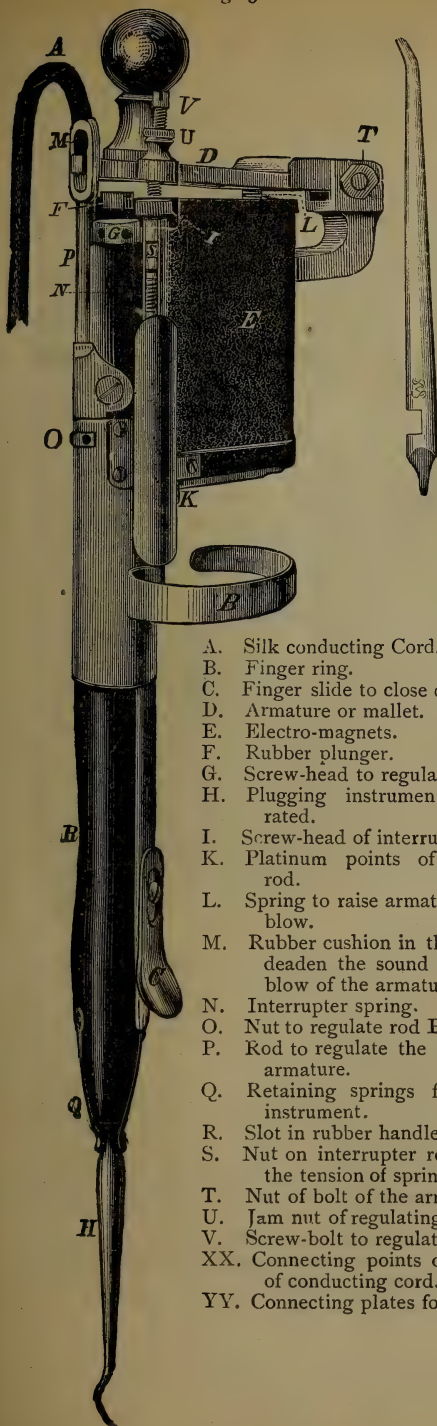 A
V
M
U
T
D
F
L
G
I
P
S
N
E
O
K
B
A. Silk conducting Cord.
B. Finger ring.
C. Finger slide to close
D. Armature or mallet.
E. Electro-magnets.
F. Rubber plunger.
G. Screw-head to regula
H. Plugging instrumen
rated.
I. Screw-head of interru
K. Platinum points of
rod.
L. Spring to raise armat
blow.
M. Rubber cushion in th
deaden the sound
blow of the armatu
N. Interrupter spring.
O. Nut to regulate rod
P. Rod to regulate the
armature.
Q. Retaining springs f
instrument.
R. Slot in rubber handle
S. Nut on interrupter r
the tension of sprin
T. Nut of bolt of the ar
U. Jam nut of regulating
V. Screw-bolt to regulat
XX. Connecting points
of conducting cord.
YY. Connecting plates fo
R
Q
H